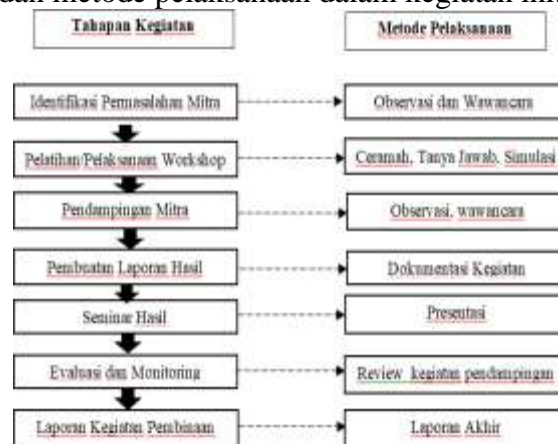 dan metode pelaksanaan dalam kegiatan
Tahapan Kegiatan
Metode Pelaksanaan
Identifikasi Permasalahan Mitra
Observasi dan Wawancara
Pelatihan/Pelaksanaan Workshop
Ceramah, Tanya Jawab, Simulasi
Pendampingan Mitra
Observasi, wawancara
Pembuatan Laporan Hasil
Dokumentasi Kegiatan
Seminar Hasil
Presentasi
Evaluasi dan Monitoring
Review kegiatan pendampingan
Laporan Kegiatan Pembinaan
Laporan Akhir